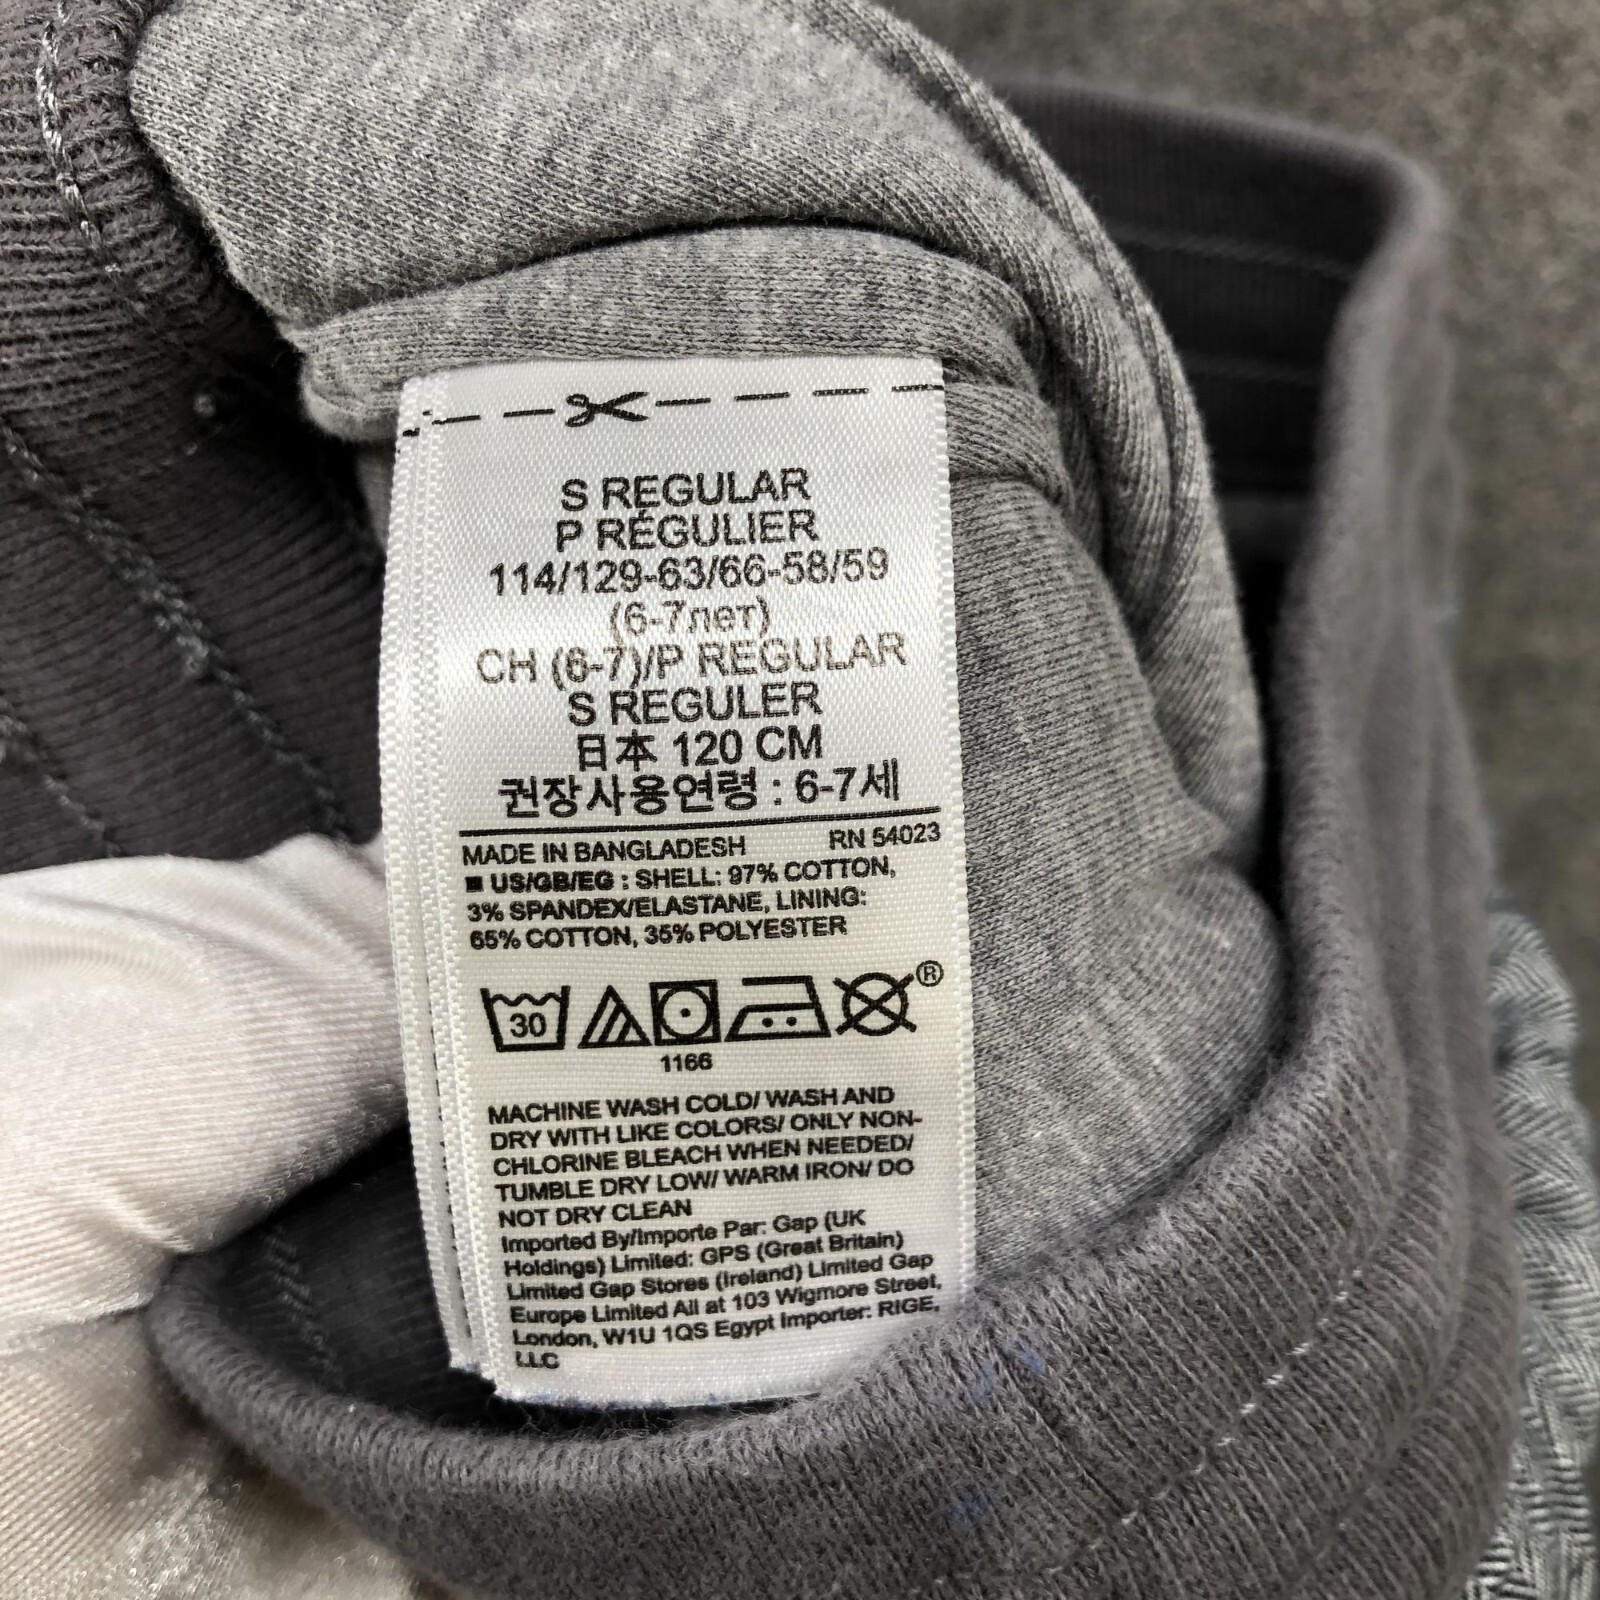 S REGULAR
P RÉGULIER
114/129-63/66-58/59
(6-7лет)
CH (6-7)/P REGULAR
S REGULER
日本 120 CM
권장사용연령 : 6-7세
MADE IN BANGLADESH RN 54023
■ US/GB/EG : SHELL: 97% COTTON,
3% SPANDEX/ELASTANE, LINING:
65% COTTON, 35% POLYESTER
30 ®
1166
MACHINE WASH COLD/ WASH AND
DRY WITH LIKE COLORS/ ONLY NON-
CHLORINE BLEACH WHEN NEEDED/
TUMBLE DRY LOW/ WARM IRON/ DO
NOT DRY CLEAN
Imported By/Importe Par: Gap (UK
Holdings) Limited: GPS (Great Britain)
Limited Gap Stores (Ireland) Limited Gap
Europe Limited All at 103 Wigmore Street,
London, W1U 1QS Egypt Importer: RIGE,
LLC